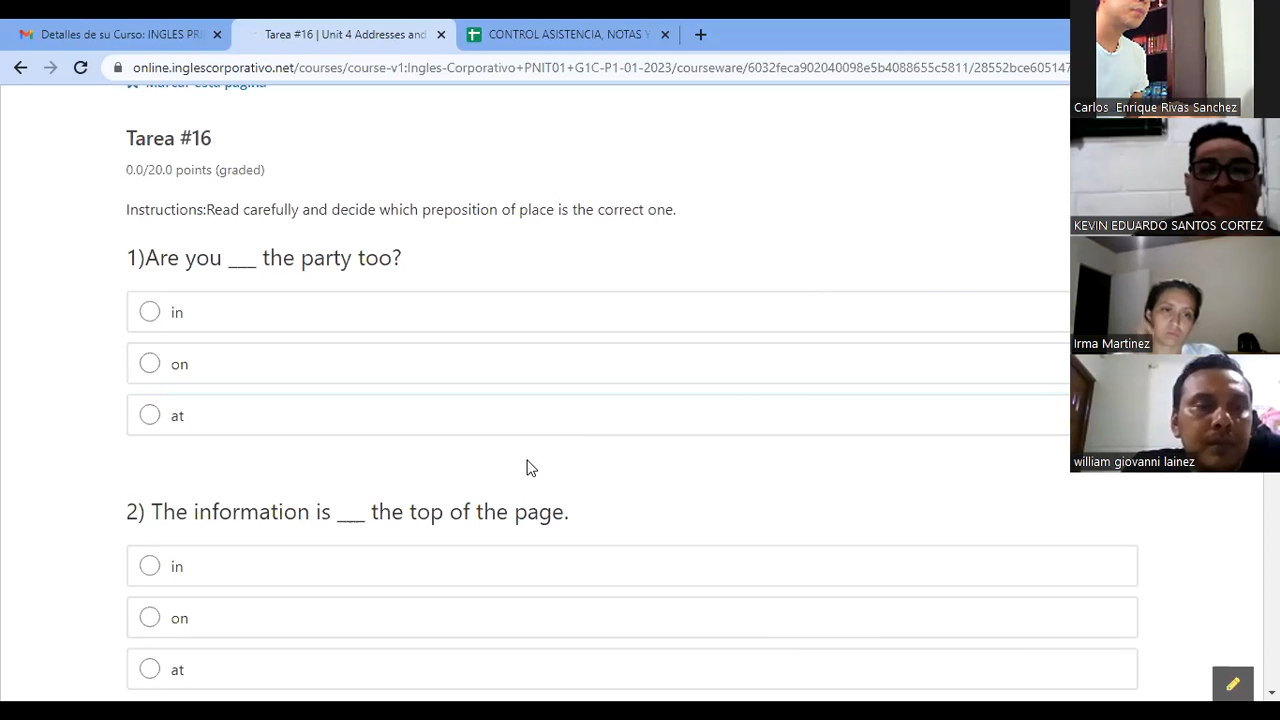 Detalles de su Curso: INGLES PRI
Tarea #16 | Unit 4 Addresses and
CONTROL ASISTENCIA, NOTAS Y
online.inglescorporativo.net/courses/course-v1:Ingles-Corporativo+PNIT01+G1C-P1-01-2023/courseware/6032feca902040098e5b4088655c5811/28552bce605147
Marcar esta página
Tarea #16
0.0/20.0 points (graded)
Instructions:Read carefully and decide which preposition of place is the correct one.
1)Are you ___ the party too?
in
on
at
2) The information is ___ the top of the page.
in
on
at
Carlos Enrique Rivas Sanchez
KEVIN EDUARDO SANTOS CORTEZ
Irma Martinez
william giovanni lainez